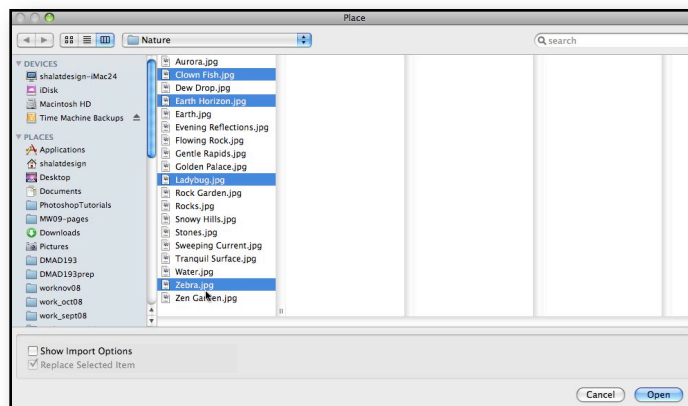 Place
Nature
search
DEVICES
shalatdesign-iMac24
iDisk
Macintosh HD
Time Machine Backups
PLACES
Applications
shalatdesign
Desktop
Documents
PhotoshopTutorials
MW09-pages
Downloads
Pictures
DMAD193
DMAD193prep
worknov08
work_oct08
work_sept08
Aurora.jpg
Clown Fish.jpg
Dew Drop.jpg
Earth Horizon.jpg
Earth.jpg
Evening Reflections.jpg
Flowing Rock.jpg
Gentle Rapids.jpg
Golden Palace.jpg
Ladybug.jpg
Rock Garden.jpg
Rocks.jpg
Snowy Hills.jpg
Stones.jpg
Sweeping Current.jpg
Tranquil Surface.jpg
Water.jpg
Zebra.jpg
Zen Garden.jpg
Show Import Options
Replace Selected Item
Cancel
Open